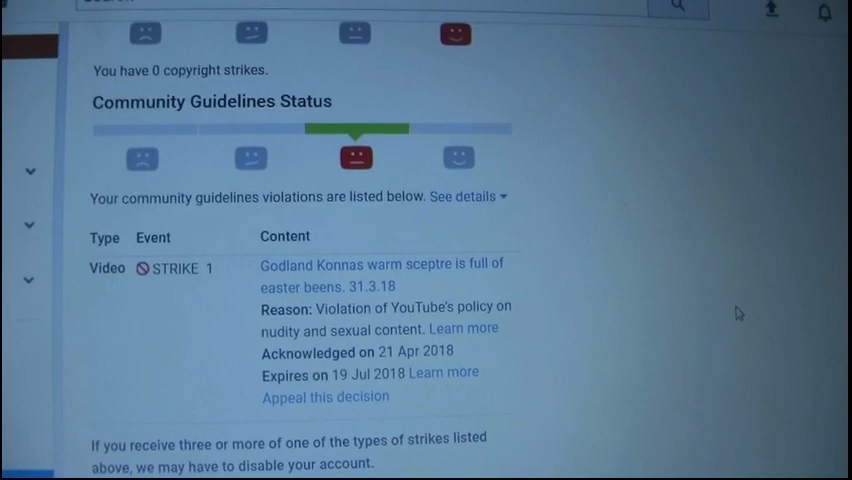 You have 0 copyright strikes.
Community Guidelines Status
Your community guidelines violations are listed below. See details
Type Event Content
Video STRIKE 1 Godland Konnas warm sceptre is full of
easter beens. 31.3.18
Reason: Violation of YouTube's policy on
nudity and sexual content. Learn more
Acknowledged on 21 Apr 2018
Expires on 19 Jul 2018 Learn more
Appeal this decision
If you receive three or more of one of the types of strikes listed
above, we may have to disable your account.